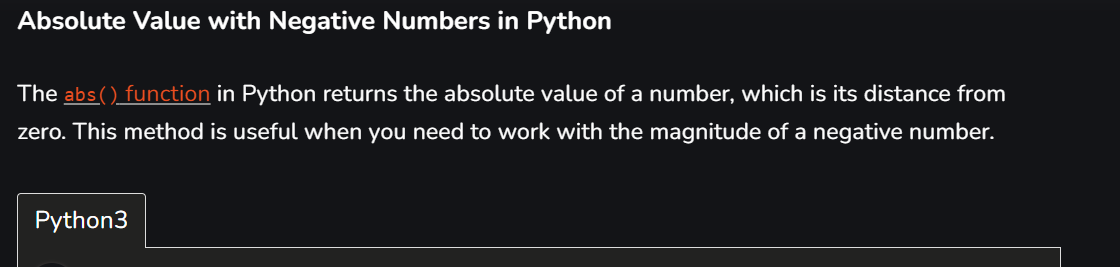 Absolute Value with Negative Numbers in Python
The abs() function in Python returns the absolute value of a number, which is its distance from
zero. This method is useful when you need to work with the magnitude of a negative number.
Python3